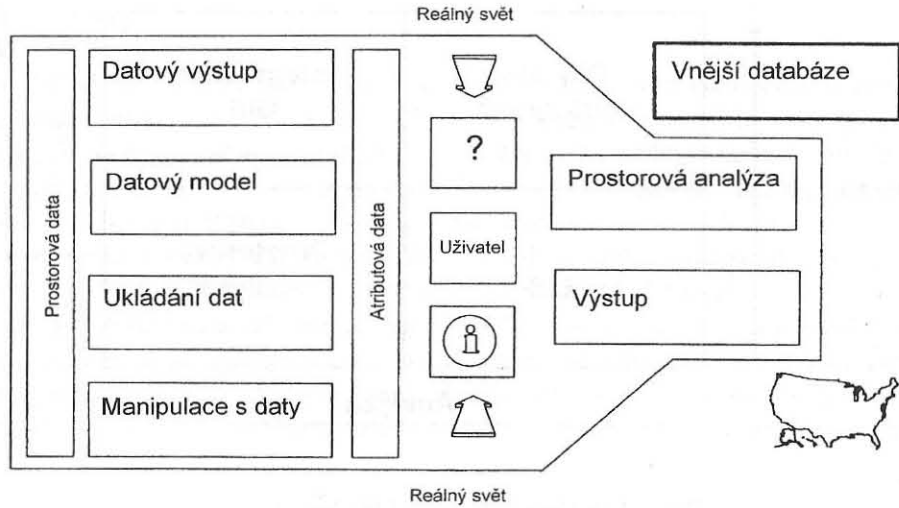 Reálný svět
Datový výstup
Vnější databáze
?
Datový model
Prostorová analýza
Prostorová data
Atributová data
Uživatel
Ukládání dat
Výstup
i
Manipulace s daty
Reálný svět